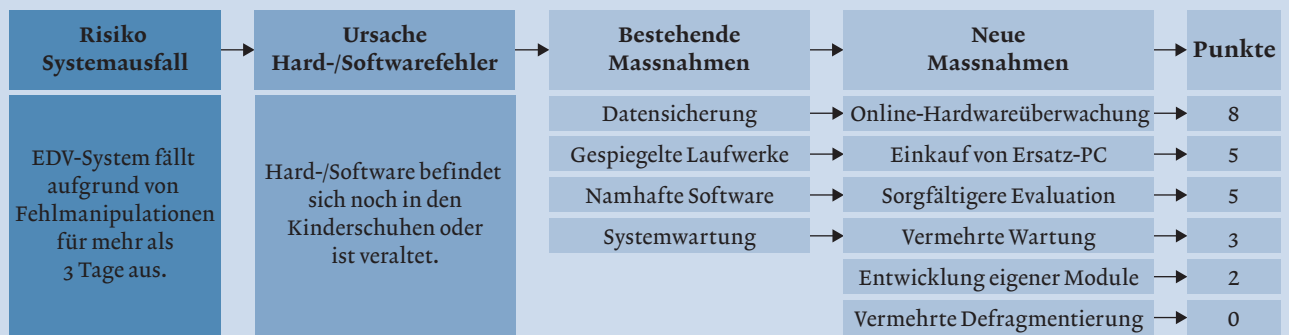 Risiko
Systemausfall
Ursache
Hard-/Softwarefehler
Bestehende
Massnahmen
Neue
Massnahmen
Punkte
EDV-System fällt
aufgrund von
Fehlmanipulationen
für mehr als
3 Tage aus.
Hard-/Software befindet
sich noch in den
Kinderschuhen oder
ist veraltet.
Datensicherung
Online-Hardwareüberwachung
8
Gespiegelte Laufwerke
Einkauf von Ersatz-PC
5
Namhafte Software
Sorgfältigere Evaluation
5
Systemwartung
Vermehrte Wartung
3
Entwicklung eigener Module
2
Vermehrte Defragmentierung
0